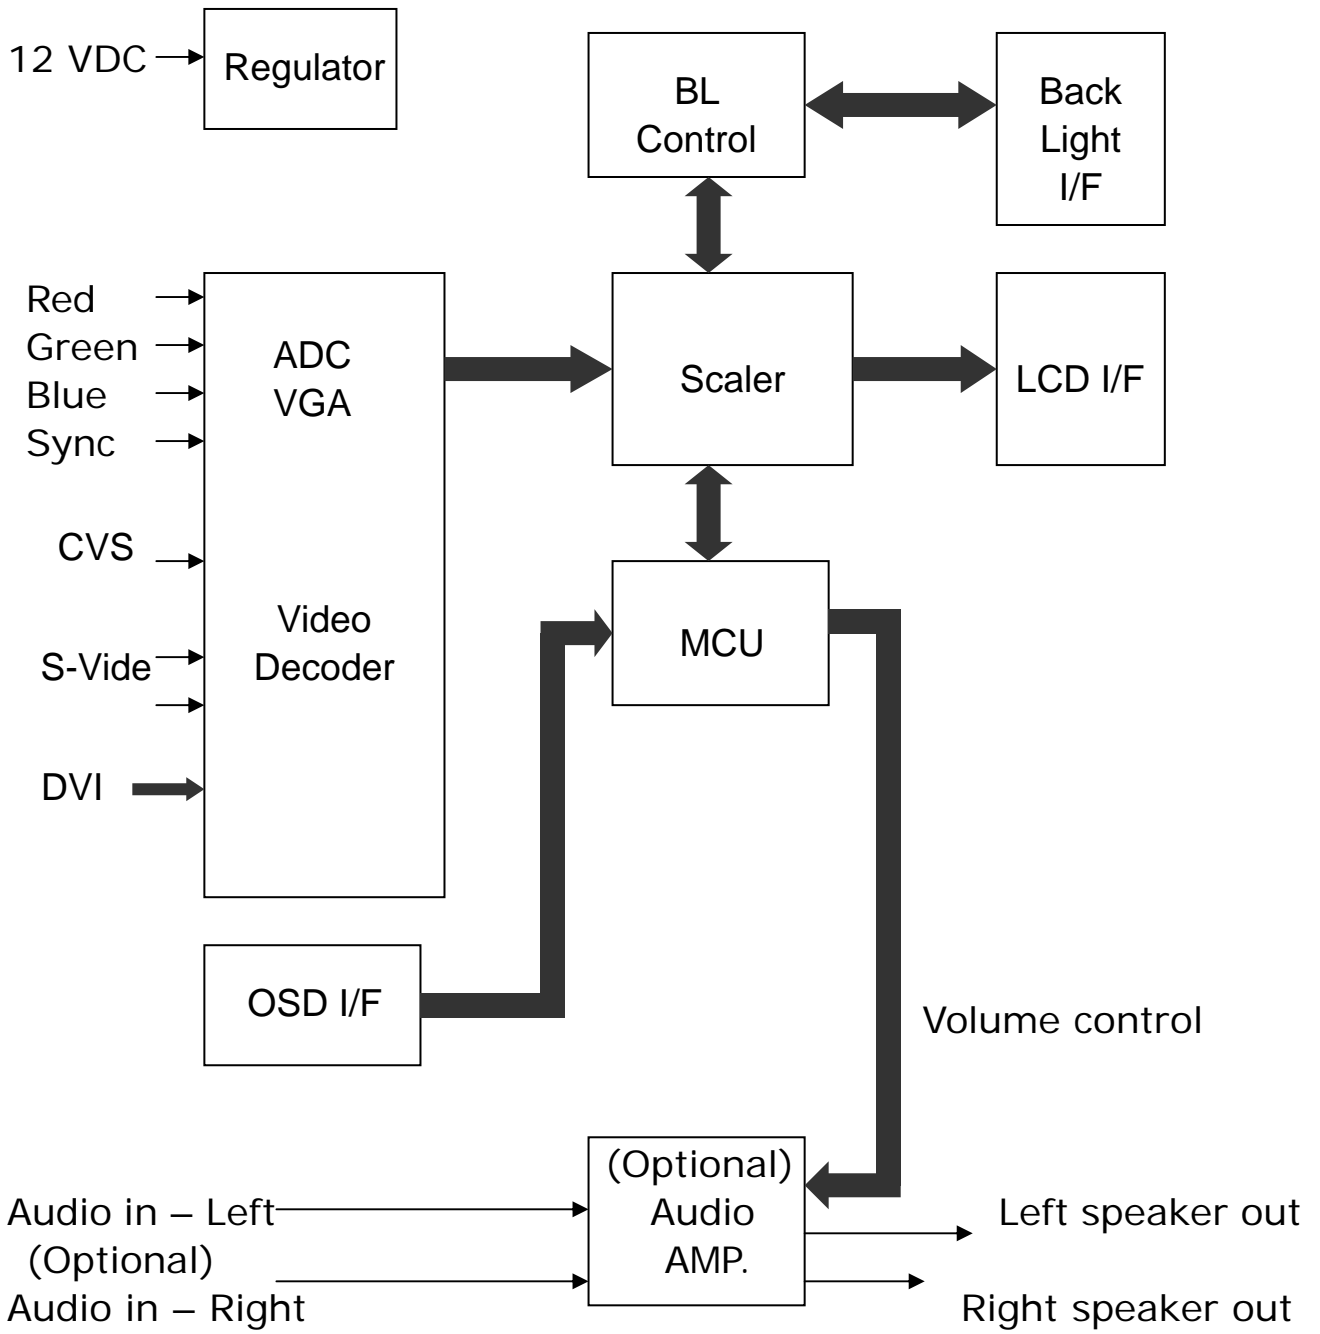 12 VDC
Regulator
BL
Control
Back
Light
I/F
Red
Green
Blue
Sync
ADC
VGA
Scaler
LCD I/F
CVS
Video
Decoder
S-Vide
MCU
DVI
OSD I/F
Volume control
(Optional)
Audio
AMP.
Audio in – Left
(Optional)
Audio in – Right
Left speaker out
Right speaker out